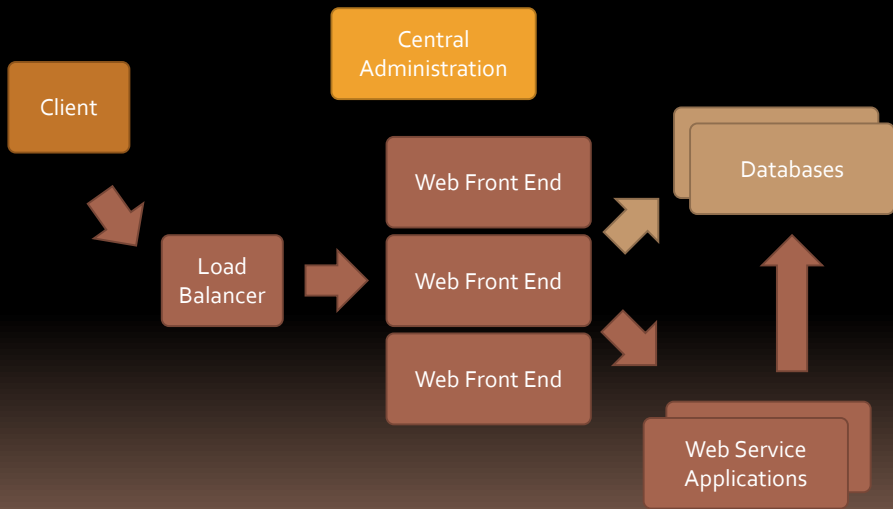 Central
Administration
Client
Web Front End
Databases
Load
Balancer
Web Front End
Web Front End
Web Service
Applications